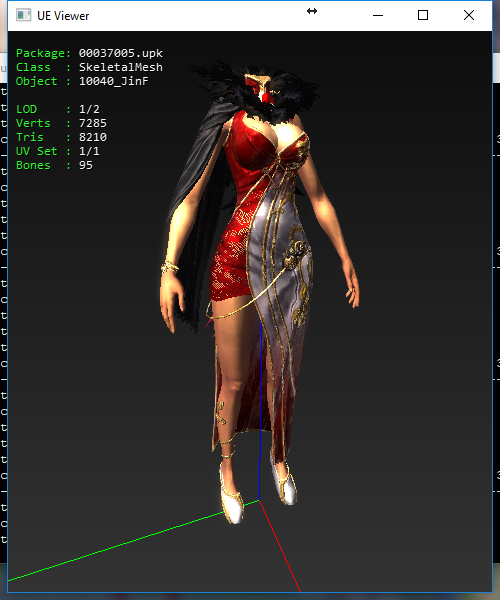 UE Viewer
Package: 00037005.upk
Class : SkeletalMesh
Object : 10040_JinF
LOD : 1/2
Verts : 7285
Tris : 8210
UV Set : 1/1
Bones : 95